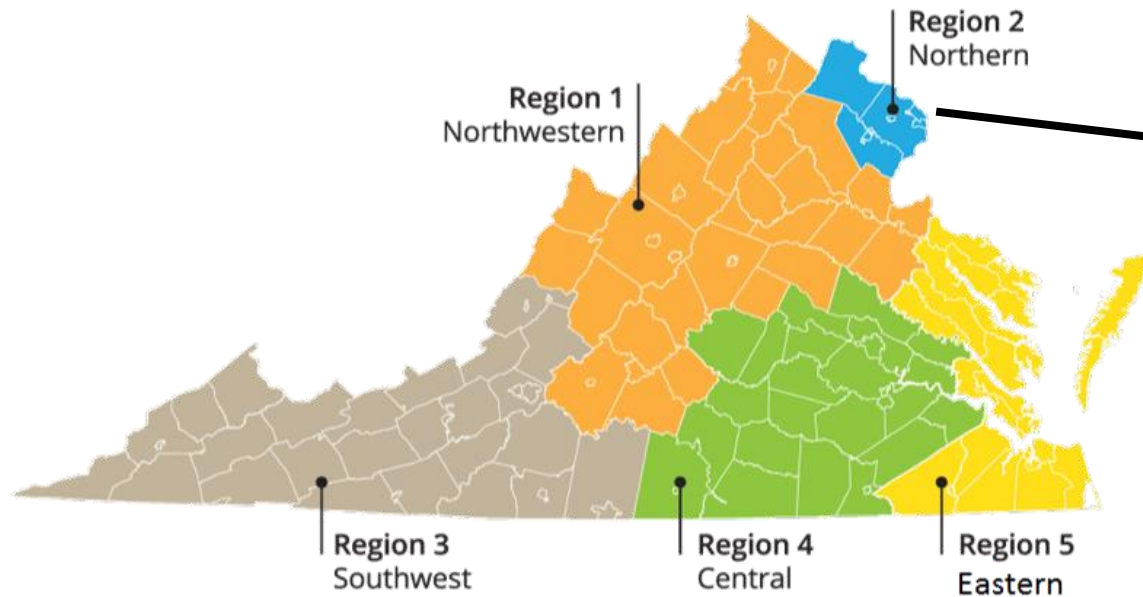 Region 2
Northern
Region 1
Northwestern
Region 3
Southwest
Region 4
Central
Region 5
Eastern